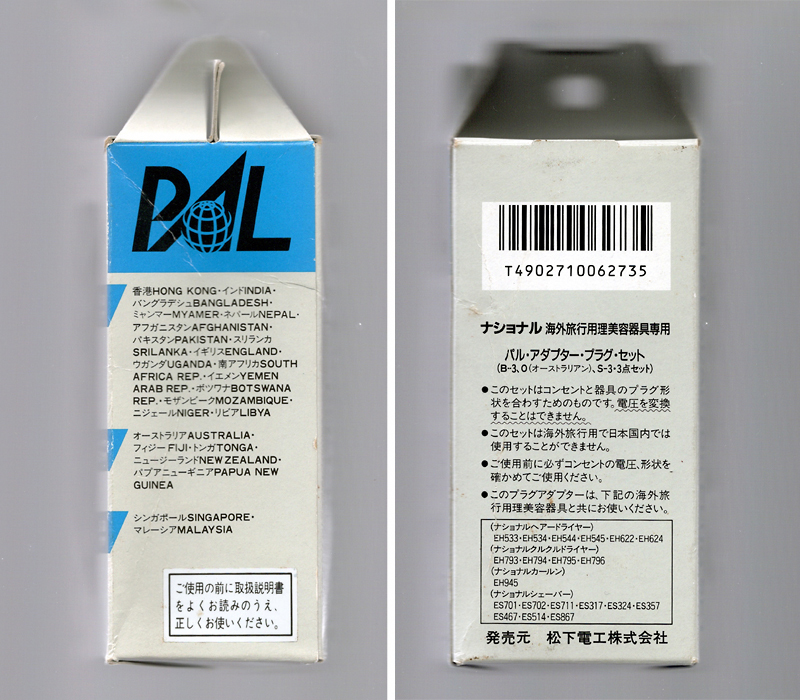 PAL
香港HONG KONG・インドINDIA・
バングラデシュBANGLADESH・
ミャンマーMYAMER・ネパールNEPAL・
アフガニスタンAFGHANISTAN・
パキスタンPAKISTAN・スリランカ
SRILANKA・イギリスENGLAND・
ウガンダUGANDA・南アフリカSOUTH
AFRICA REP.・イエメンYEMEN
ARAB REP.・ボツワナBOTSWANA
REP.・モザンビークMOZAMBIQUE・
ニジェールNIGER・リビアLIBYA
オーストラリアAUSTRALIA・
フィジーFIJI・トンガTONGA・
ニュージーランドNEW ZEALAND・
パプアニューギニアPAPUA NEW
GUINEA
シンガポールSINGAPORE・
マレーシアMALAYSIA
ご使用の前に取扱説明書
をよくお読みのうえ、
正しくお使いください。
T4902710062735
ナショナル 海外旅行用理美容器具専用
パル・アダプター・プラグ・セット
(B-3、O(オーストラリアン)、S-3・3点セット)
●このセットはコンセントと器具のプラグ形
状を合わすためのものです。電圧を変換
することはできません。
●このセットは海外旅行用で日本国内では
使用することができません。
●ご使用前に必ずコンセントの電圧、形状を
確かめてご使用ください。
●このプラグアダプターは、下記の海外旅
行用理美容器具と共にお使いください。
(ナショナルヘアードライヤー)
EH533・EH534・EH544・EH545・EH622・EH624
(ナショナルクルクルドライヤー)
EH793・EH794・EH795・EH796
(ナショナルカールン)
EH945
(ナショナルシェーバー)
ES701・ES702・ES711・ES317・ES324・ES357
ES467・ES514・ES867
発売元 松下電工株式会社